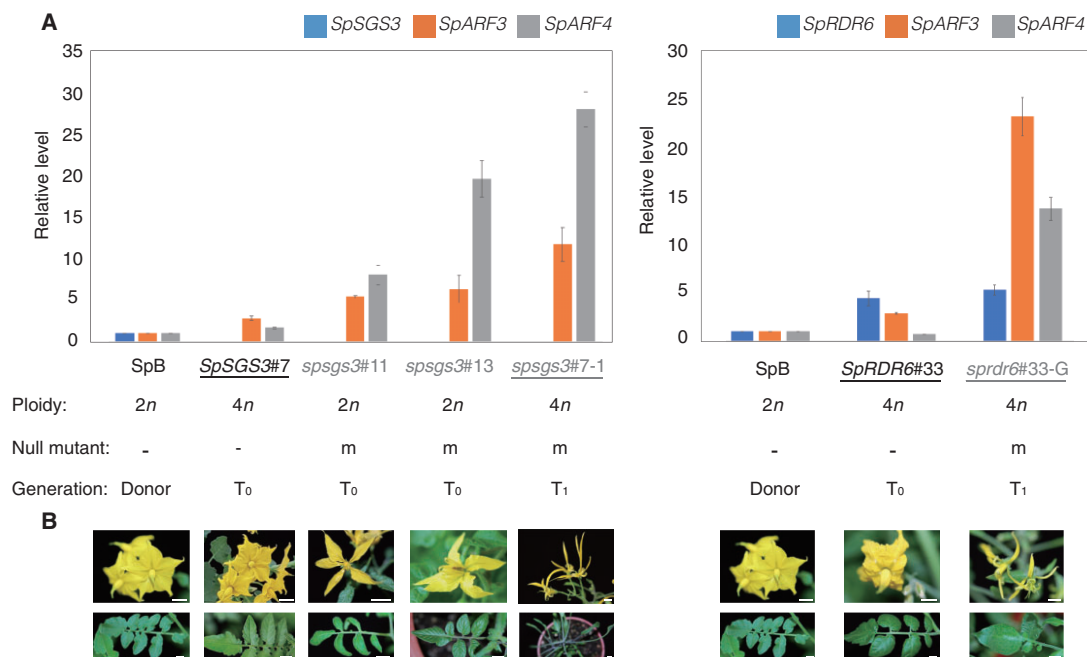 A
SpSGS3 SpARF3 SpARF4
SpRDR6 SpARF3 SpARF4
Relative level
35
30
25
20
15
10
5
0
Relative level
30
25
20
15
10
5
0
SpB SpSGS3#7 spsgs3#11 spsgs3#13 spsgs3#7-1 SpB SpRDR6#33 sprdr6#33-G
Ploidy: 2n 4n 2n 2n 4n 2n 4n 4n
Null mutant: - - m m m - - m
Generation: Donor T₀ T₀ T₀ T₁ Donor T₀ T₁
B